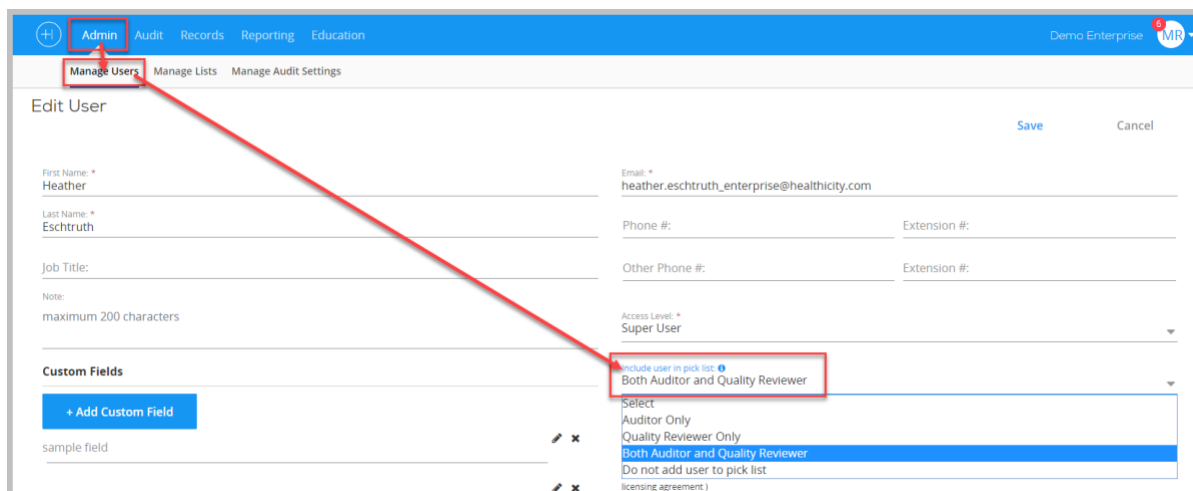 H Admin Audit Records Reporting Education Demo Enterprise 6 MR
Manage Users Manage Lists Manage Audit Settings
Edit User
Save Cancel
First Name: *
Heather
Email: *
heather.eschtruth_enterprise@healthicity.com
Last Name: *
Eschtruth
Phone #: Extension #:
Job Title:
Other Phone #: Extension #:
Note:
maximum 200 characters
Access Level: *
Super User
Custom Fields
Include user in pick list:
Both Auditor and Quality Reviewer
+ Add Custom Field
Select
Auditor Only
Quality Reviewer Only
Both Auditor and Quality Reviewer
Do not add user to pick list
sample field
licensing agreement )